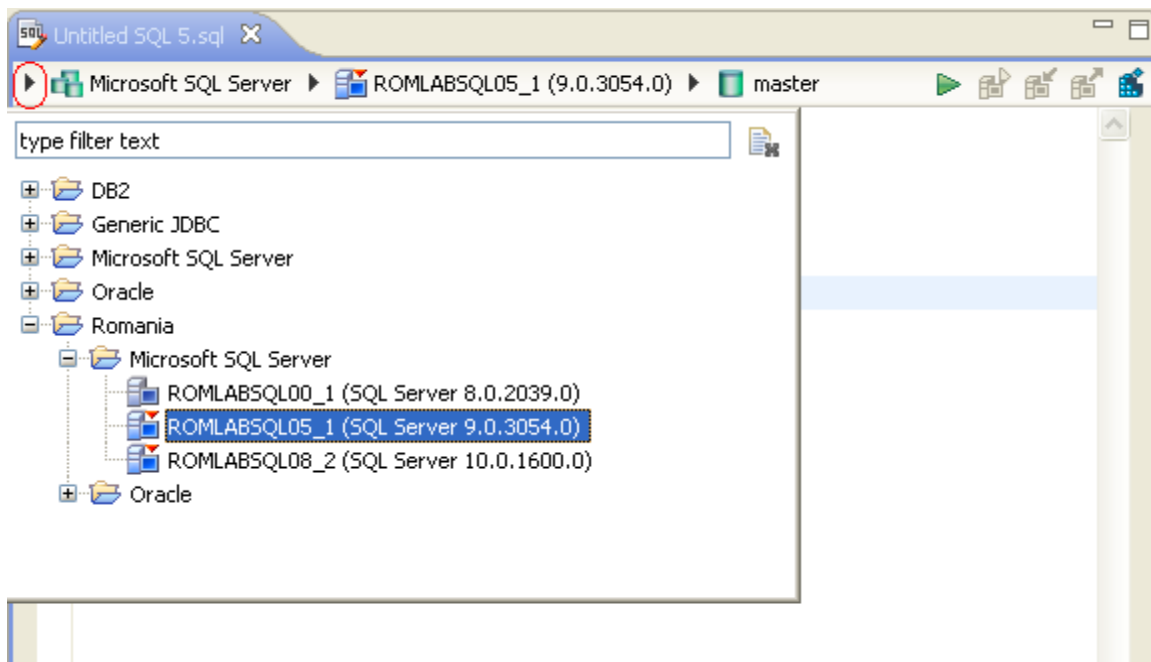 Untitled SQL 5.sql
Microsoft SQL Server ROMLABSQL05_1 (9.0.3054.0) master
type filter text
DB2
Generic JDBC
Microsoft SQL Server
Oracle
Romania
Microsoft SQL Server
ROMLABSQL00_1 (SQL Server 8.0.2039.0)
ROMLABSQL05_1 (SQL Server 9.0.3054.0)
ROMLABSQL08_2 (SQL Server 10.0.1600.0)
Oracle